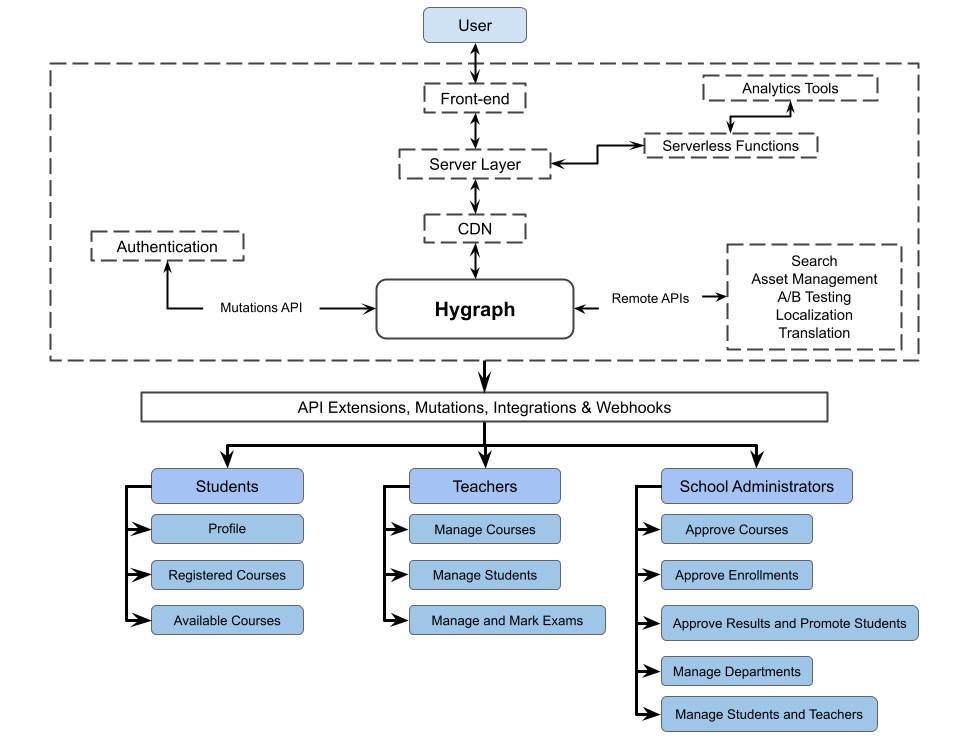 User
Front-end
Analytics Tools
Serverless Functions
Server Layer
CDN
Authentication
Search
Asset Management
A/B Testing
Localization
Translation
Mutations API
Hygraph
Remote APIs
API Extensions, Mutations, Integrations & Webhooks
Students
Profile
Registered Courses
Available Courses
Teachers
Manage Courses
Manage Students
Manage and Mark Exams
School Administrators
Approve Courses
Approve Enrollments
Approve Results and Promote Students
Manage Departments
Manage Students and Teachers